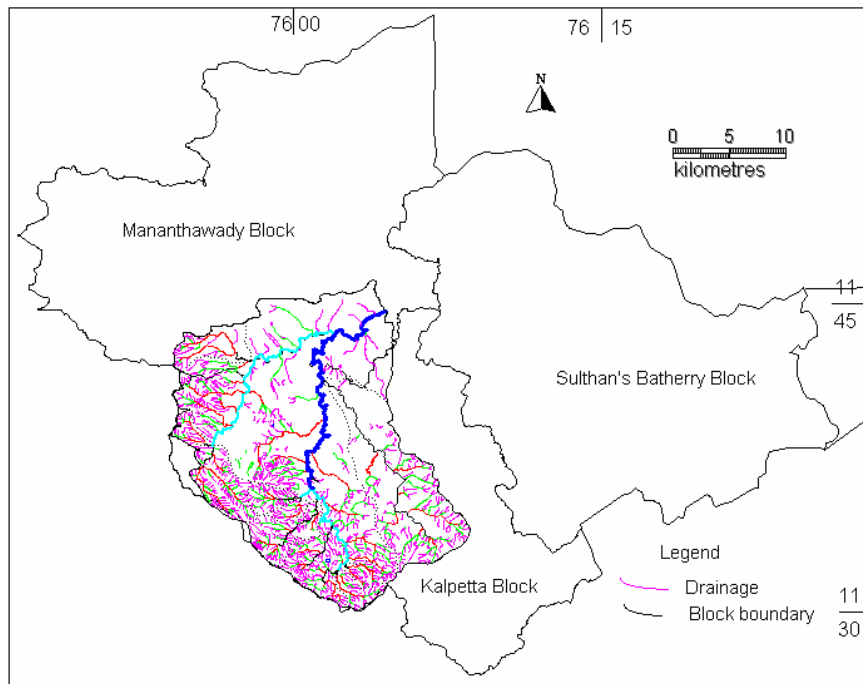 76 00
76 15
N
0 5 10
kilometres
Mananthawady Block
11
45
Sulthan's Batherry Block
Legend
Kalpetta Block
Drainage
Block boundary
11
30